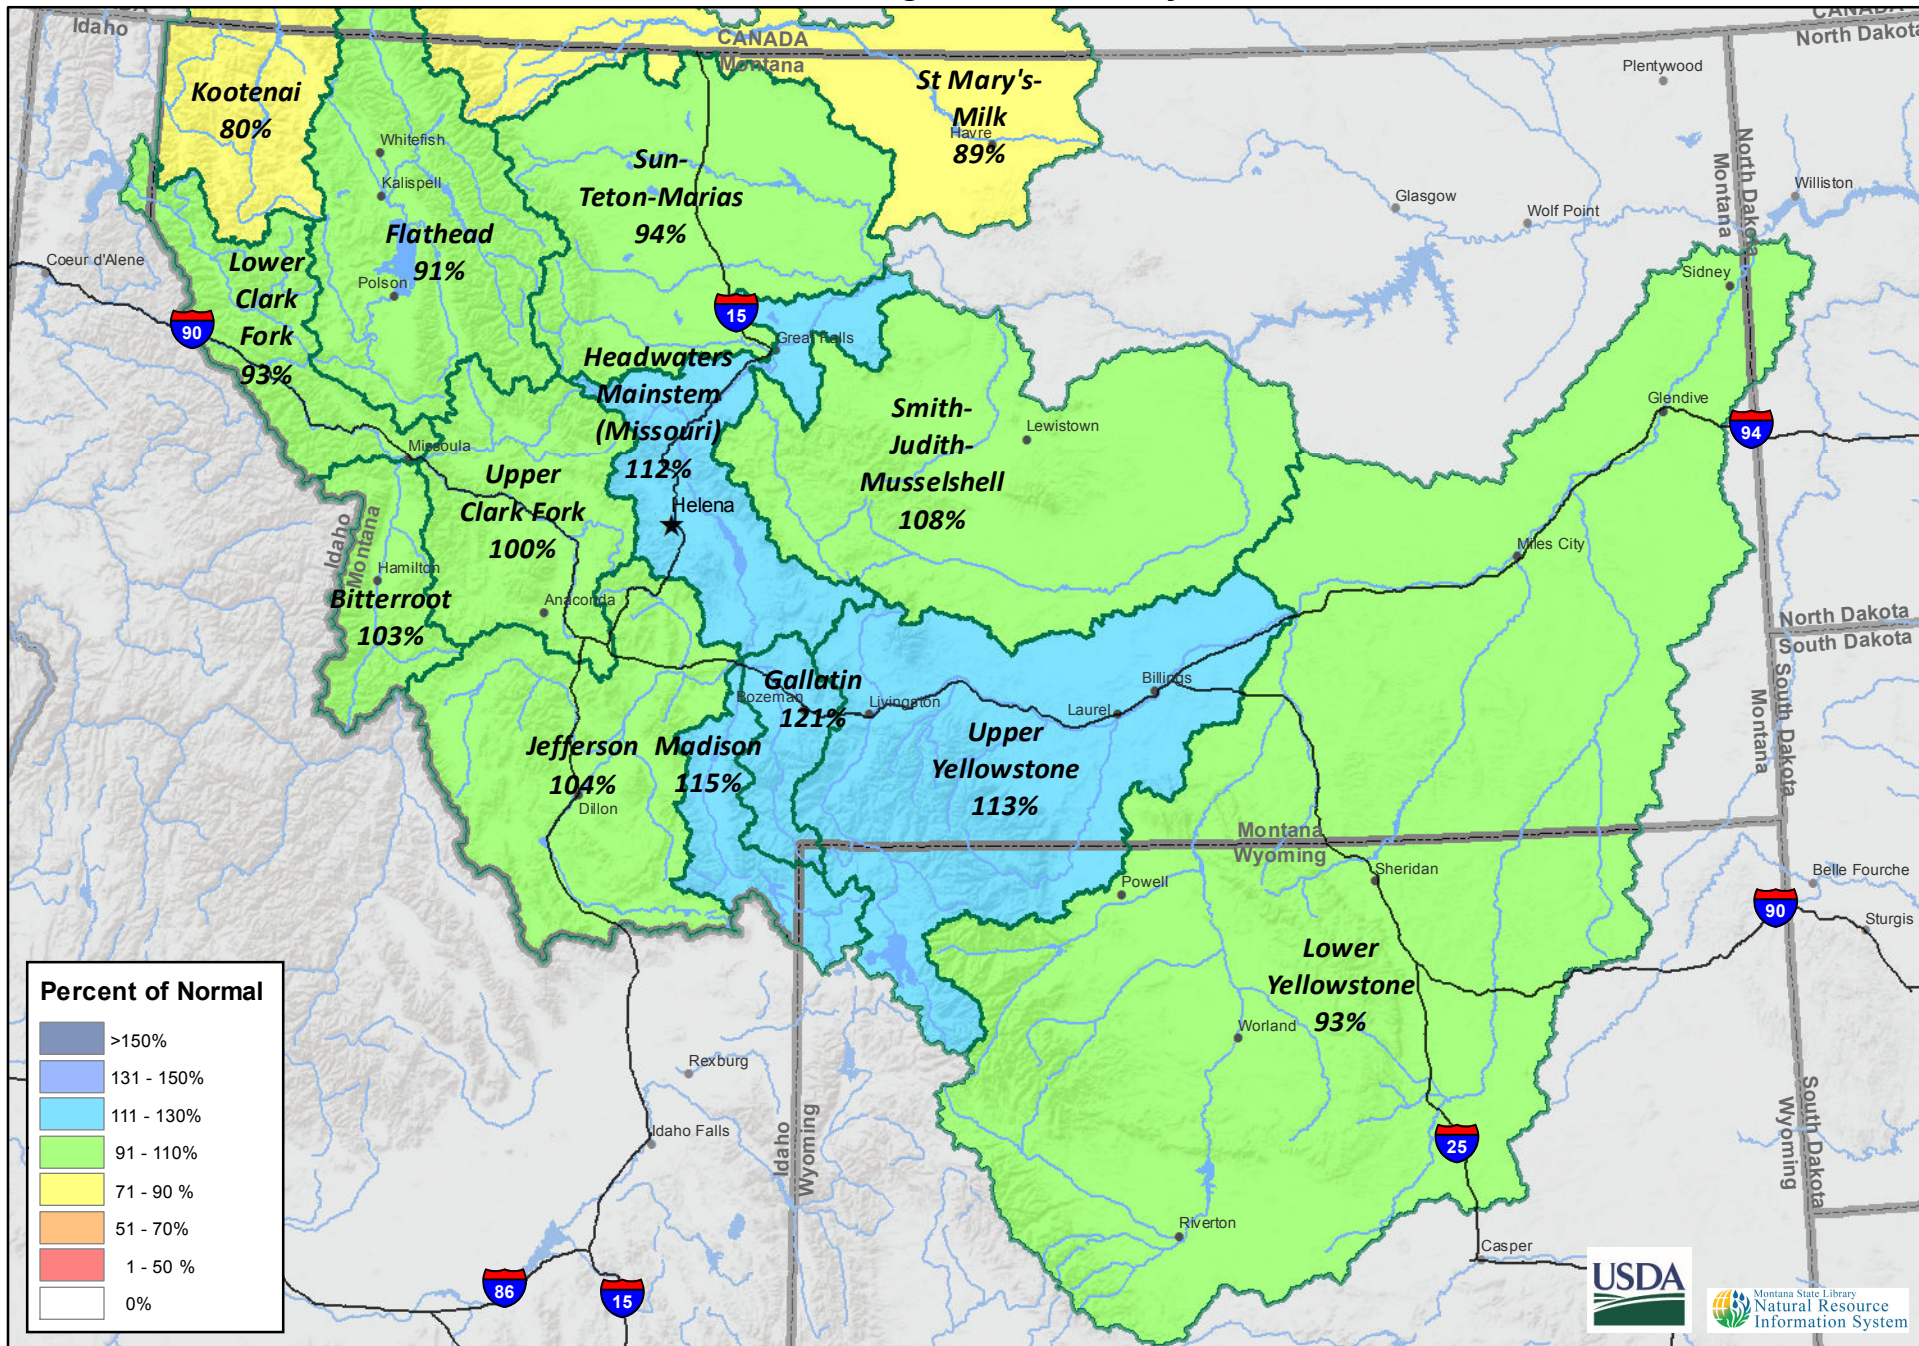 CANADA
Idaho
CANADA
Montana
CANADA
North Dakota
Kootenai
80%
St Mary's-
Milk
89%
Havre
Plentywood
Whitefish
Kalispell
Sun-
Teton-Marias
94%
North Dakota
Montana
Williston
Glasgow
Wolf Point
Flathead
91%
Polson
Coeur d'Alene
Lower
Clark
Fork
93%
90
15
Great Falls
Sidney
Headwaters
Mainstem
(Missouri)
112%
Helena
Smith-
Judith-
Musselshell
108%
Lewistown
Glendive
94
Missoula
Upper
Clark Fork
100%
Idaho
Montana
Hamilton
Bitterroot
103%
Anaconda
Miles City
North Dakota
South Dakota
South Dakota
Montana
Gallatin
121%
Bozeman
Livingston
Laurel
Billings
Jefferson
104%
Dillon
Madison
115%
Upper
Yellowstone
113%
Montana
Wyoming
Powell
Sheridan
Belle Fourche
90
Sturgis
Lower
Yellowstone
93%
Worland
Percent of Normal
>150%
131 - 150%
111 - 130%
91 - 110%
71 - 90 %
51 - 70%
1 - 50 %
0%
Rexburg
Idaho Falls
Idaho
Wyoming
South Dakota
Wyoming
25
Riverton
Casper
86
15
USDA
Montana State Library
Natural Resource
Information System